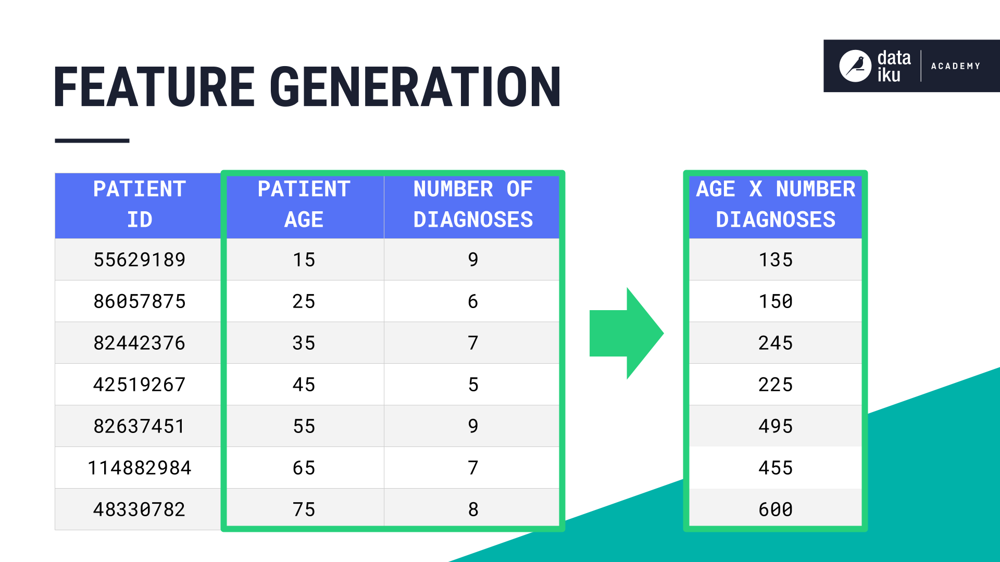 FEATURE GENERATION
data
iku
ACADEMY
PATIENT
ID
PATIENT
AGE
NUMBER OF
DIAGNOSES
AGE X NUMBER
DIAGNOSES
55629189 15 9 135
86057875 25 6 150
82442376 35 7 245
42519267 45 5 225
82637451 55 9 495
114882984 65 7 455
48330782 75 8 600